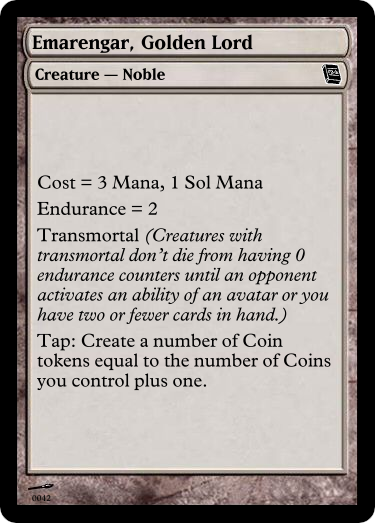 Emarengar, Golden Lord
Creature — Noble
Cost = 3 Mana, 1 Sol Mana
Endurance = 2
Transmortal (Creatures with
transmortal don't die from having 0
endurance counters until an opponent
activates an ability of an avatar or you
have two or fewer cards in hand.)
Tap: Create a number of Coin
tokens equal to the number of Coins
you control plus one.
0042